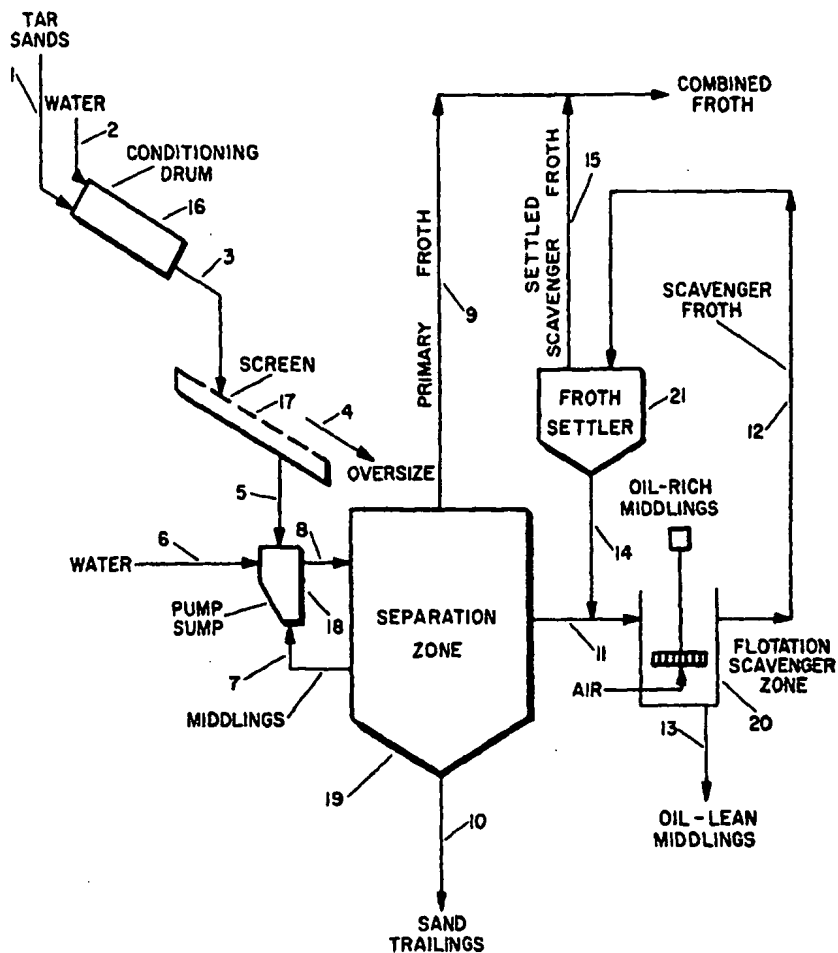 TAR
SANDS
1
WATER
2
CONDITIONING
DRUM
16
3
SCREEN
17
4
OVERSIZE
5
6
WATER
8
PUMP
SUMP
18
7
MIDDLINGS
SEPARATION
ZONE
19
10
SAND
TRAILINGS
PRIMARY FROTH
9
COMBINED
FROTH
SETTLED
SCAVENGER FROTH
15
SCAVENGER
FROTH
12
FROTH
SETTLER
21
OIL-RICH
MIDDLINGS
14
11
AIR
FLOTATION
SCAVENGER
ZONE
20
13
OIL-LEAN
MIDDLINGS